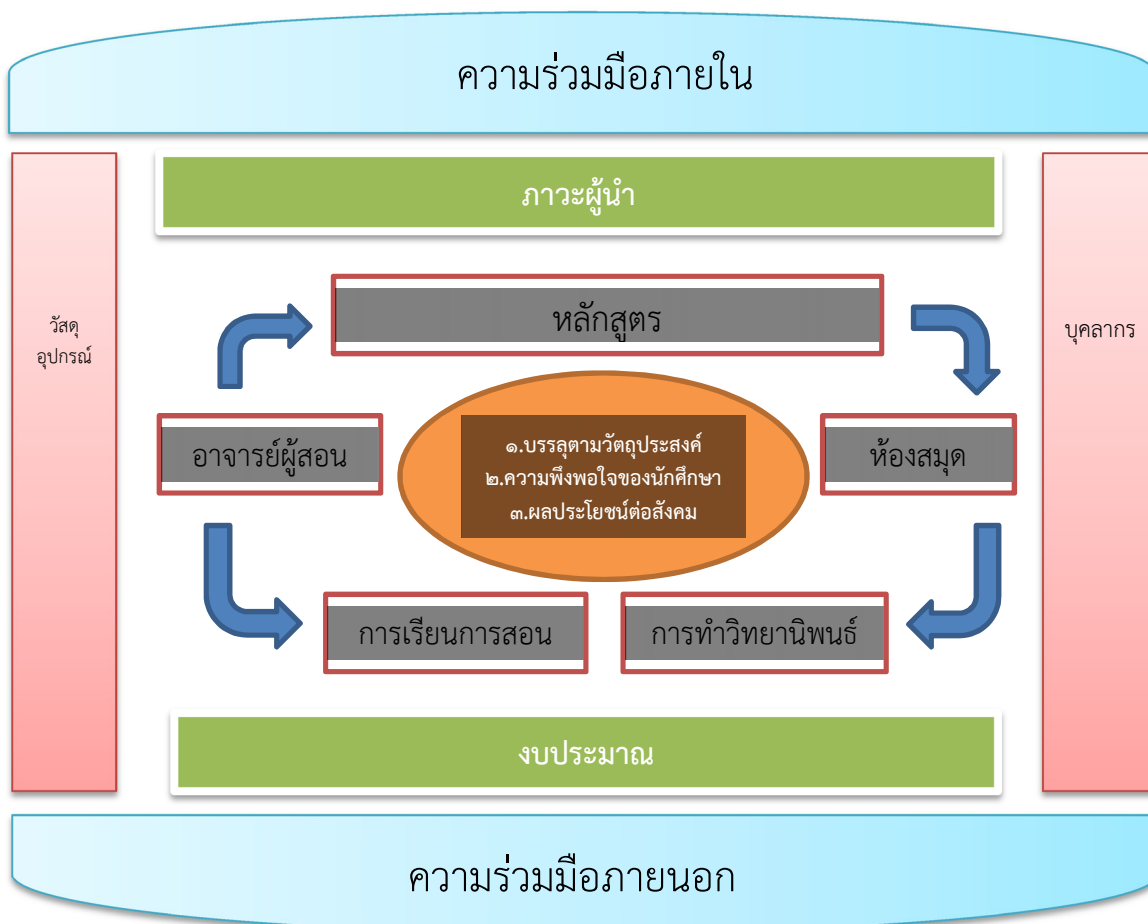 ความร่วมมือภายใน
ภาวะผู้นำ
วัสดุ
อุปกรณ์
หลักสูตร
บุคลากร
อาจารย์ผู้สอน
๑.บรรลุตามวัตถุประสงค์
๒.ความพึงพอใจของนักศึกษา
๓.ผลประโยชน์ต่อสังคม
ห้องสมุด
การเรียนการสอน
การทำวิทยานิพนธ์
งบประมาณ
ความร่วมมือภายนอก